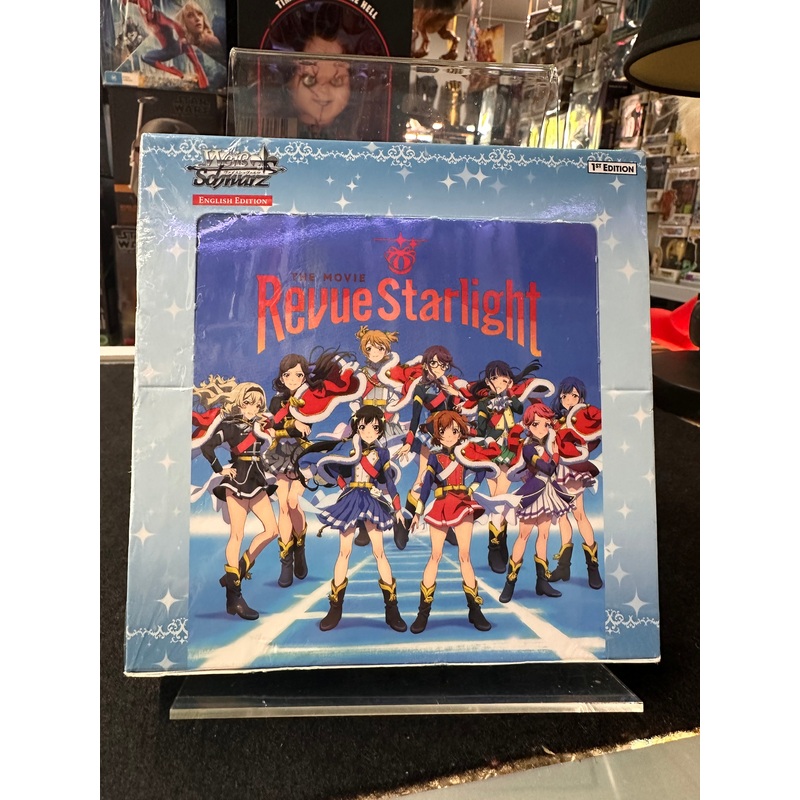 Weiß
Schwarz
English Edition
1ST EDITION
THE MOVIE
Revue Starlight